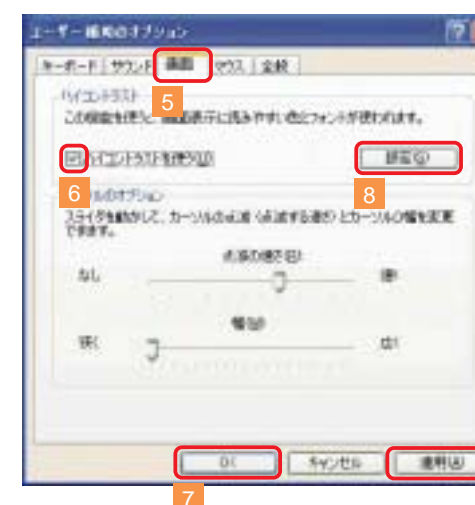 ユーザー補助のオプション
キーボード サウンド 画面 マウス 全般
5
ハイコントラスト
この機能を使うと、画面表示に読みやすい色とフォントが使われます。
6 ハイコントラストを使う(U)
設定(S)
8
カーソルのオプション
スライダを動かして、カーソルの点滅 (点滅する速さ) とカーソルの幅を変更
できます。
点滅の速さ(B)
なし 速
幅(W)
狭く 広く
OK キャンセル 適用(A)
7